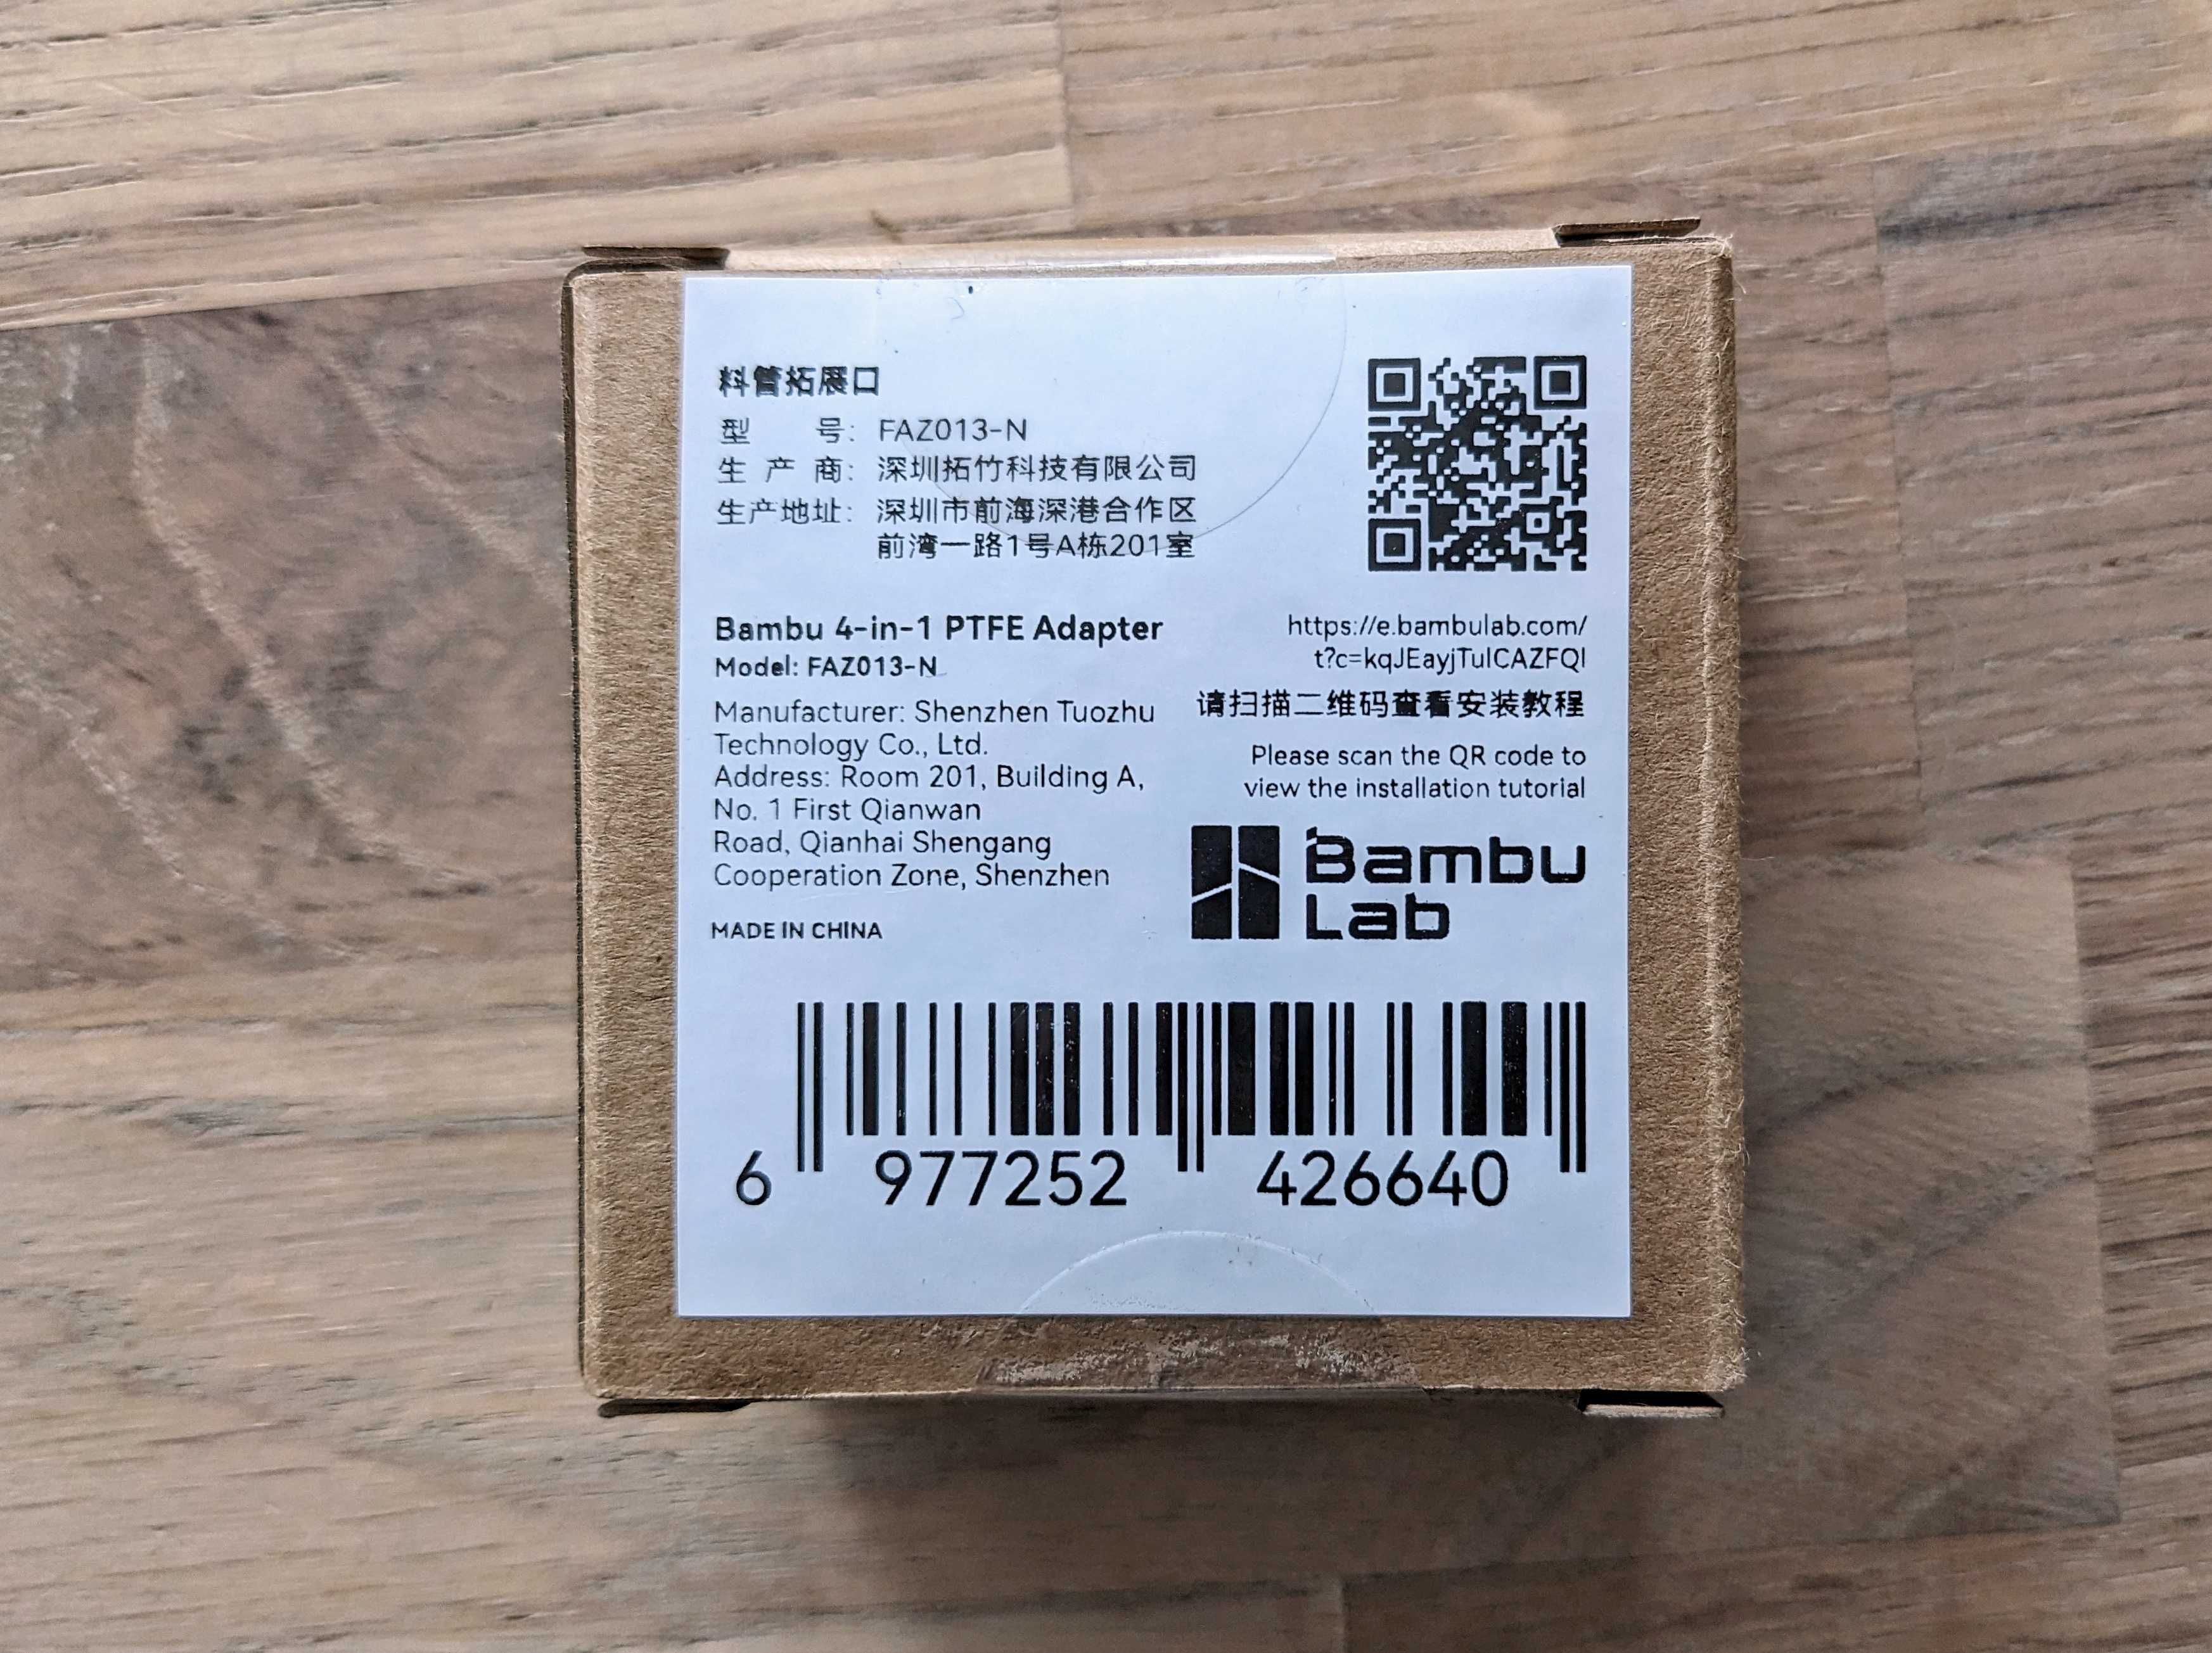 料管拓展口
型 号: FAZ013-N
生 产 商: 深圳拓竹科技有限公司
生产地址: 深圳市前海深港合作区
前湾一路1号A栋201室
Bambu 4-in-1 PTFE Adapter
Model: FAZ013-N
Manufacturer: Shenzhen Tuozhu
Technology Co., Ltd.
Address: Room 201, Building A,
No. 1 First Qianwan
Road, Qianhai Shengang
Cooperation Zone, Shenzhen
MADE IN CHINA
https://e.bambulab.com/
t?c=kqJEayjTulCAZFQl
请扫描二维码查看安装教程
Please scan the QR code to
view the installation tutorial
Bambu
Lab
6 977252 426640